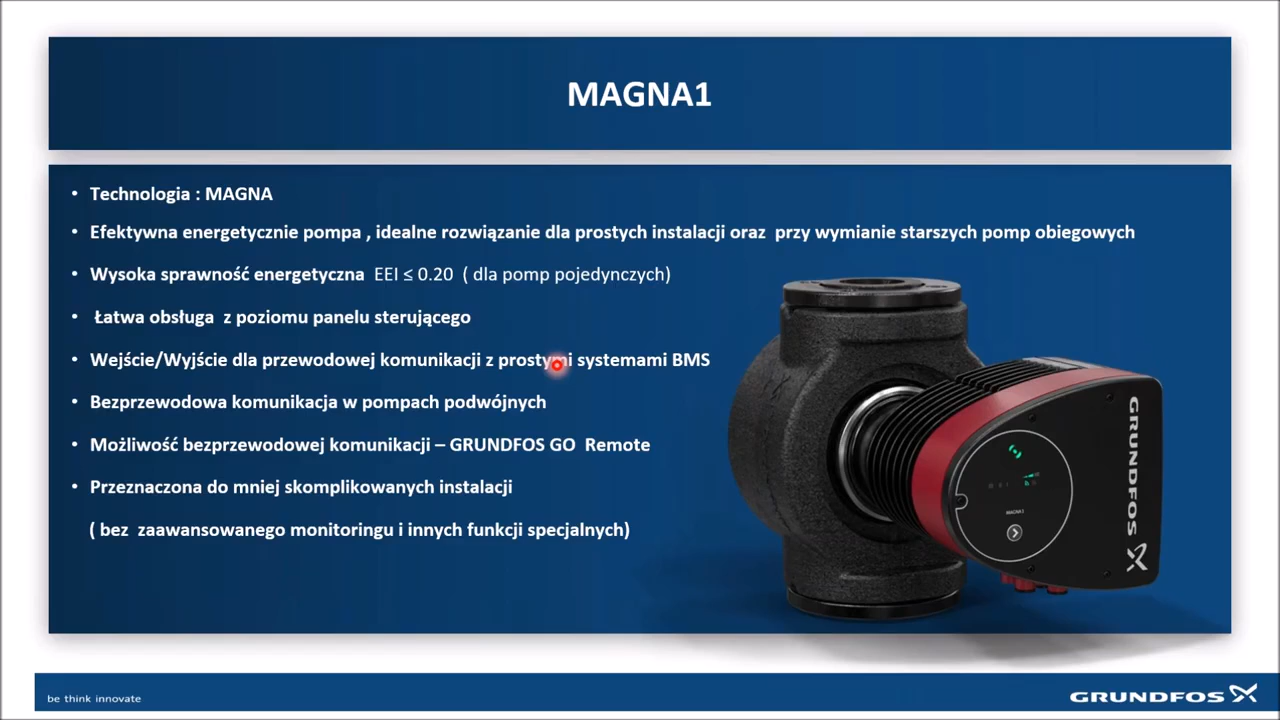 MAGNA1
• Technologia : MAGNA
• Efektywna energetycznie pompa , idealne rozwiązanie dla prostych instalacji oraz przy wymianie starszych pomp obiegowych
• Wysoka sprawność energetyczna EEI ≤ 0.20 ( dla pomp pojedynczych)
• Łatwa obsługa z poziomu panelu sterującego
• Wejście/Wyjście dla przewodowej komunikacji z prostymi systemami BMS
• Bezprzewodowa komunikacja w pompach podwójnych
• Możliwość bezprzewodowej komunikacji – GRUNDFOS GO Remote
• Przeznaczona do mniej skomplikowanych instalacji
( bez zaawansowanego monitoringu i innych funkcji specjalnych)
MAGNA1
GRUNDFOS
be think innovate
GRUNDFOS